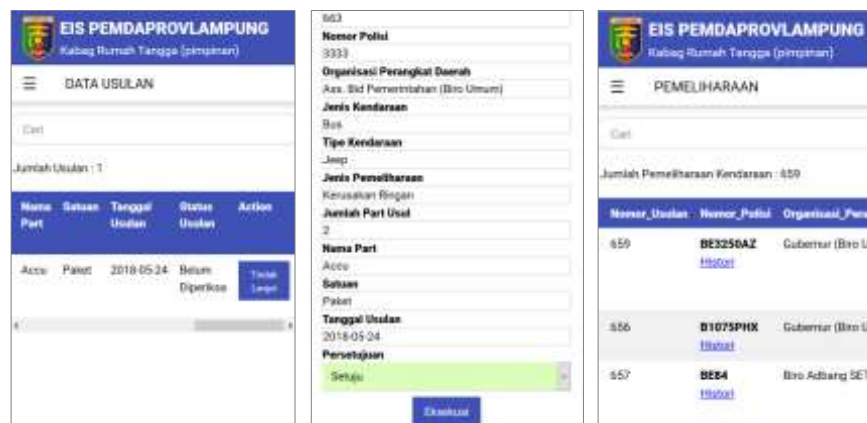 EIS PEMDAPROVLAMPUNG
Kabag Rumah Tangga (pimpinan)
☰ DATA USULAN
Cari
Jumlah Usulan : 1
Nama Part Satuan Tanggal Usulan Status Usulan Action
Accu Paket 2018-05-24 Belum Diperiksa Tindak Lanjut
663
Nomor Polisi
3333
Organisasi Perangkat Daerah
Ass. Bid Pemerintahan (Biro Umum)
Jenis Kendaraan
Bus
Tipe Kendaraan
Jeep
Jenis Pemeliharaan
Kerusakan Ringan
Jumlah Part Usul
2
Nama Part
Accu
Satuan
Paket
Tanggal Usulan
2018-05-24
Persetujuan
Setuju
Eksekusi
EIS PEMDAPROVLAMPUNG
Kabag Rumah Tangga (pimpinan)
☰ PEMELIHARAAN
Cari
Jumlah Pemeliharaan Kendaraan : 659
Nomor_Usulan Nomor_Polisi Organisasi_Pera
659 BE3250AZ Gubernur (Biro U
Histori
656 B1075PHX Gubernur (Biro U
Histori
657 BE84 Biro Adbang SET
Histori